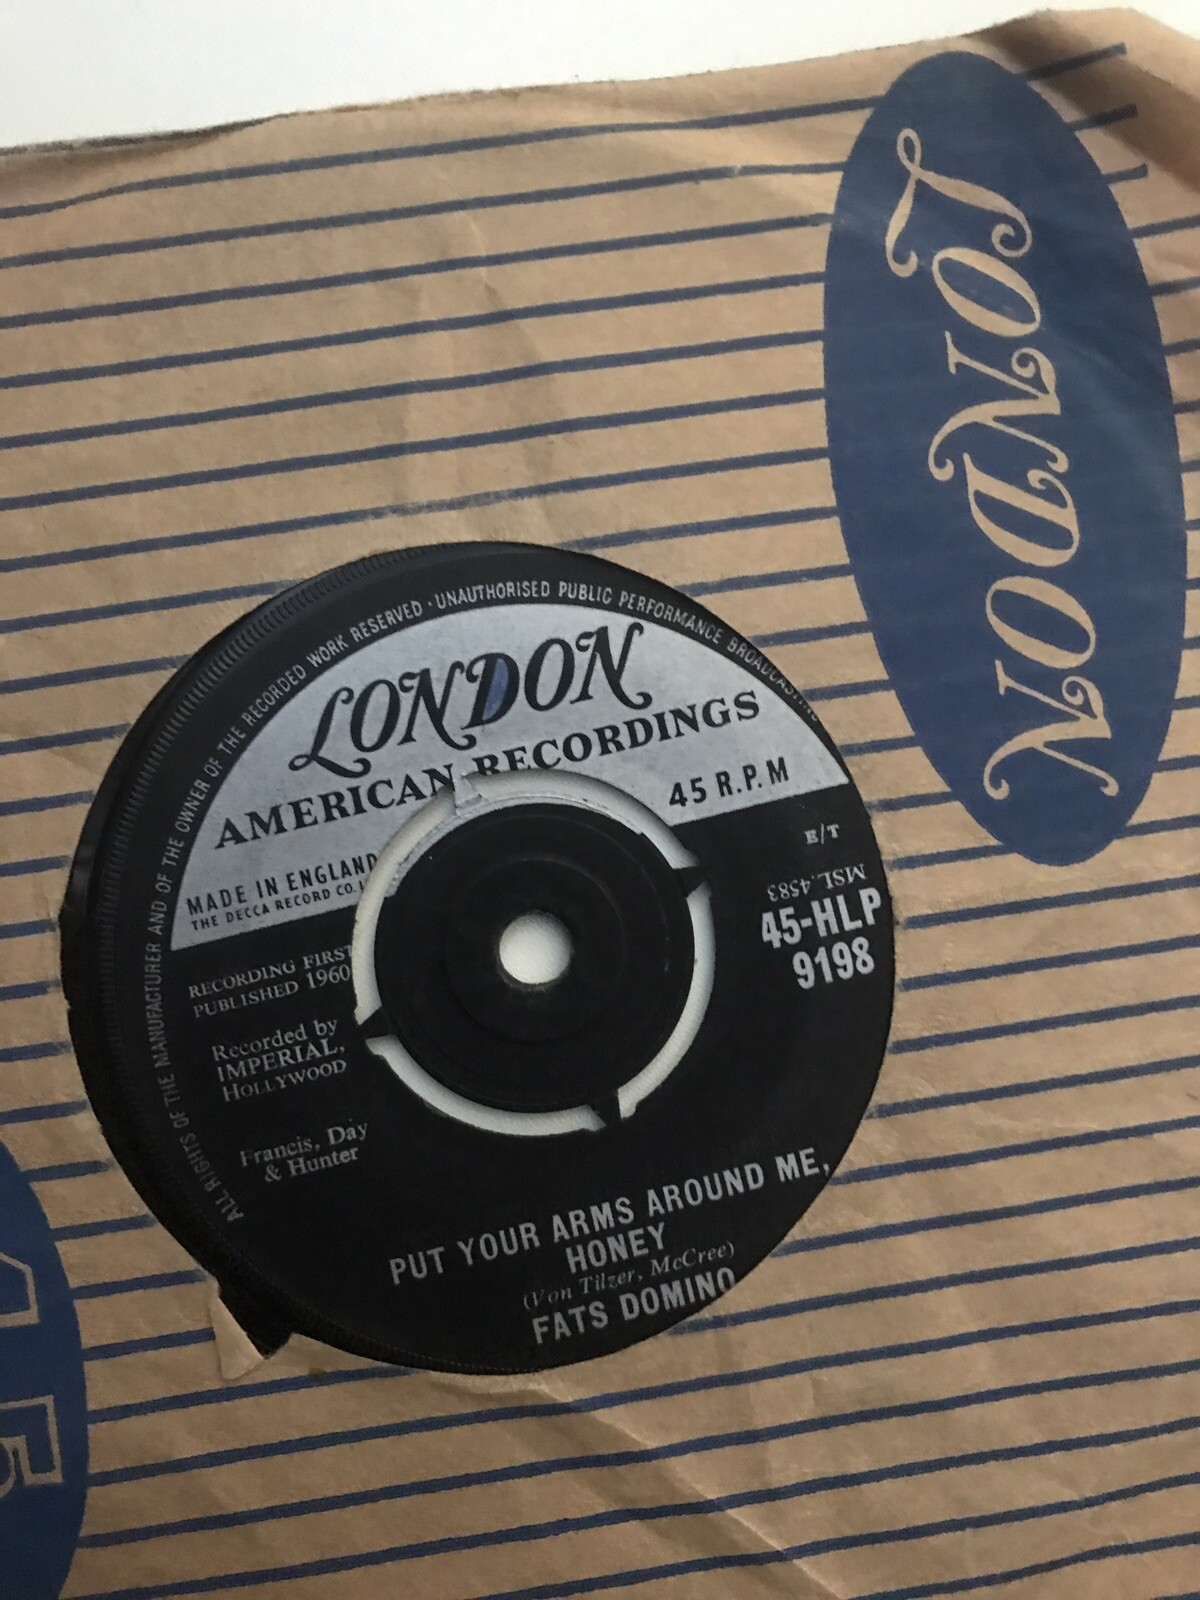 LONDON
ALL RIGHTS OF THE MANUFACTURER AND OF THE OWNER OF THE RECORDED WORK RESERVED · UNAUTHORISED PUBLIC PERFORMANCE BROADCASTING
LONDON
AMERICAN RECORDINGS
45 R.P.M
MADE IN ENGLAND
THE DECCA RECORD CO.
E/T
MSL.4583
45-HLP
9198
RECORDING FIRST
PUBLISHED 1960
Recorded by
IMPERIAL,
HOLLYWOOD
Francis, Day
& Hunter
PUT YOUR ARMS AROUND ME,
HONEY
(Von Tilzer, McCree)
FATS DOMINO